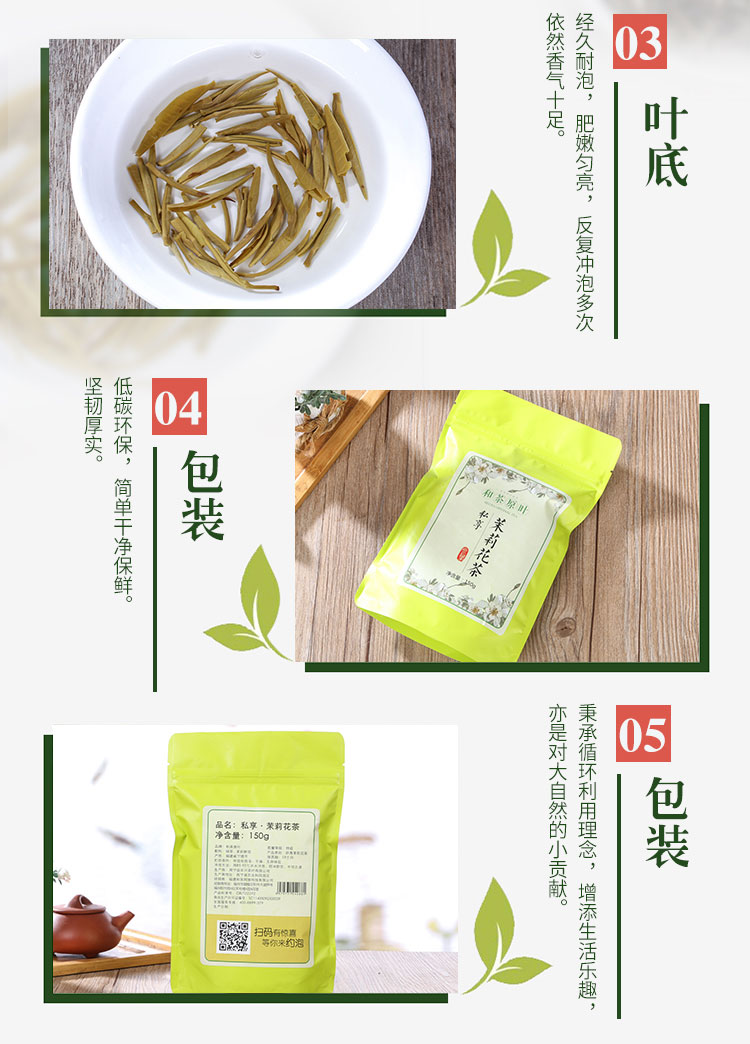 03
叶底
经久耐泡，肥嫩匀亮，反复冲泡多次
依然香气十足。
04
包装
低碳环保，简单干净保鲜。
坚韧厚实。
和茶原叶
茉莉花茶
私享
净含量：150g
05
包装
秉承循环利用理念，增添生活乐趣，
亦是对大自然的小贡献。
品名：私享·茉莉花茶
净含量：150g
扫码有惊喜
等你来约泡